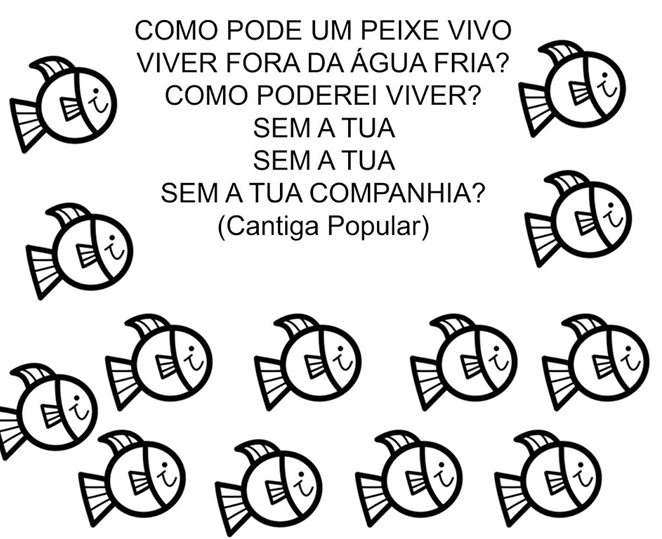 COMO PODE UM PEIXE VIVO
VIVER FORA DA ÁGUA FRIA?
COMO PODEREI VIVER?
SEM A TUA
SEM A TUA
SEM A TUA COMPANHIA?
(Cantiga Popular)